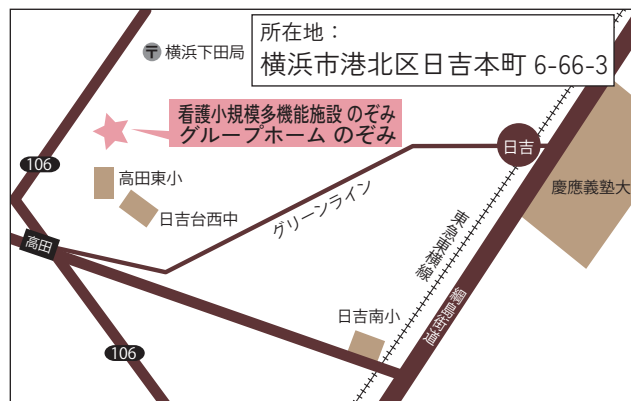 所在地：
横浜市港北区日吉本町 6-66-3
〒 横浜下田局
看護小規模多機能施設 のぞみ
グループホーム のぞみ
106
高田東小
日吉台西中
日吉
慶應義塾大
グリーンライン
東急東横線
高田
綱島街道
日吉南小
106